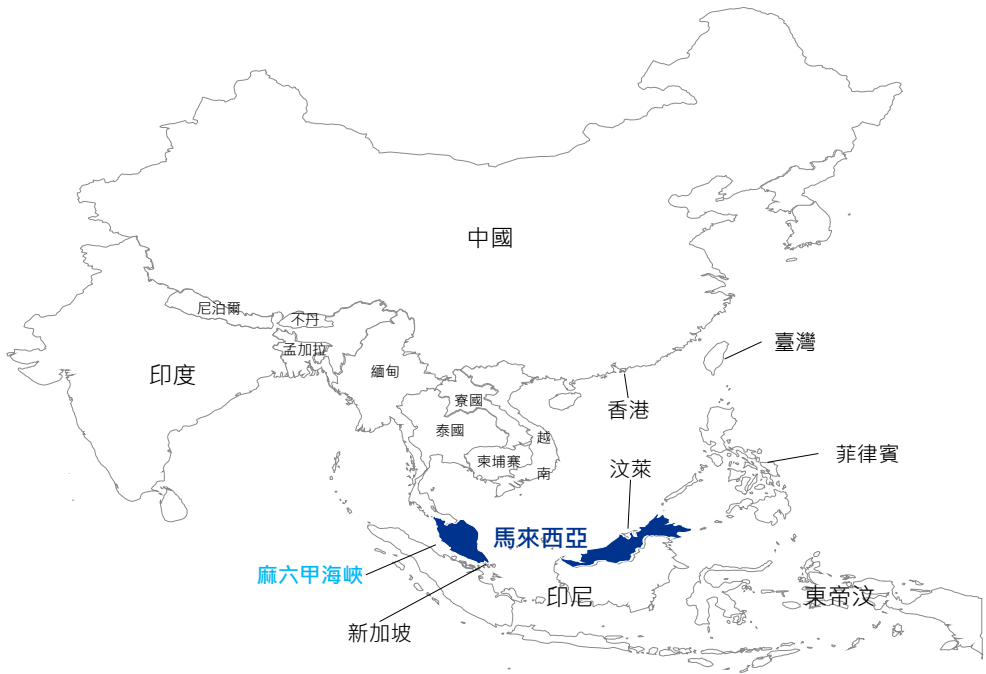 中國
尼泊爾
不丹
孟加拉
印度
緬甸
臺灣
寮國
香港
泰國
越
南
柬埔寨
汶萊
菲律賓
馬來西亞
麻六甲海峽
印尼
東帝汶
新加坡